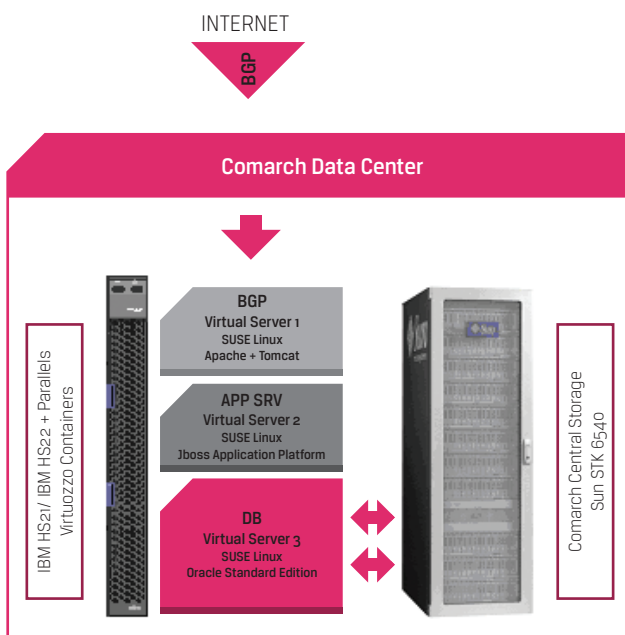 INTERNET
BGP
Comarch Data Center
IBM HS21/ IBM HS22 + Parallels
Virtuozzo Containers
BGP
Virtual Server 1
SUSE Linux
Apache + Tomcat
APP SRV
Virtual Server 2
SUSE Linux
Jboss Application Platform
DB
Virtual Server 3
SUSE Linux
Oracle Standard Edition
Sun
Comarch Central Storage
Sun STK 6540